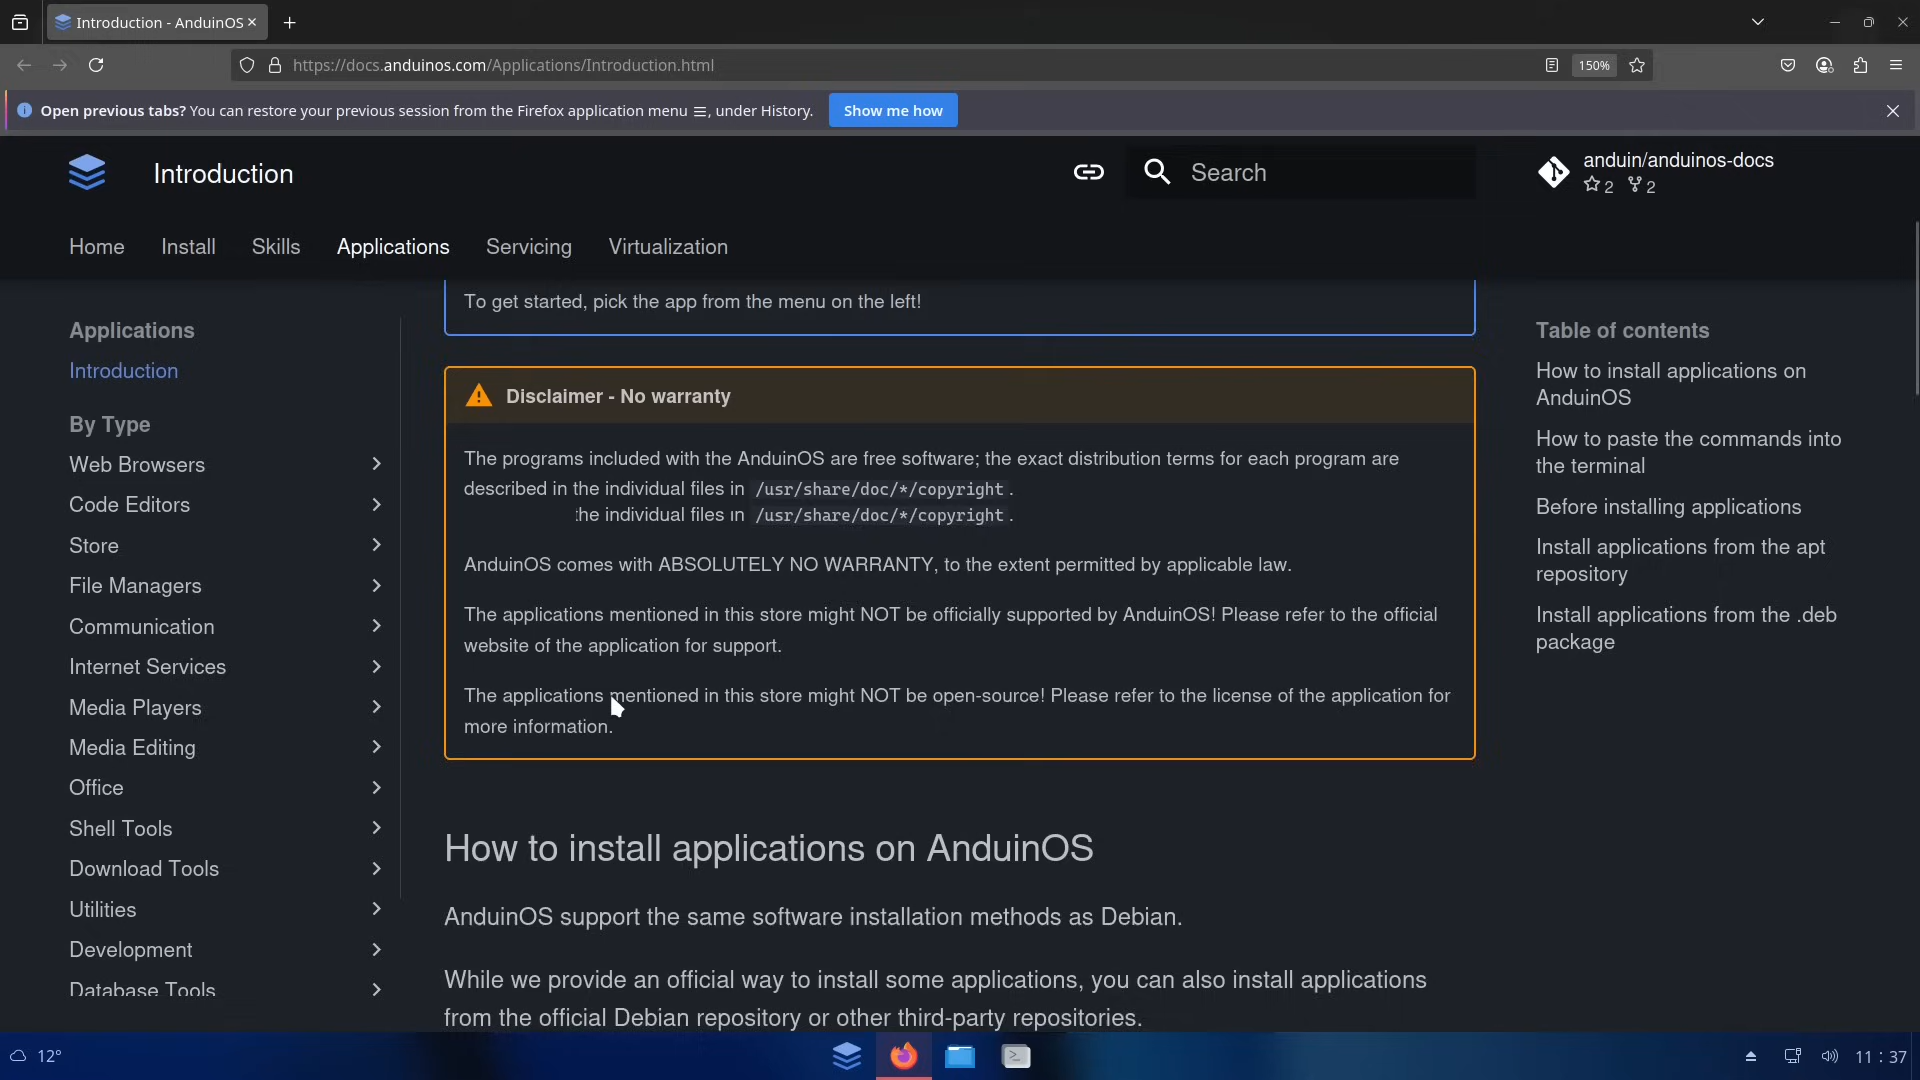 Introduction - AnduinOS
https://docs.anduinos.com/Applications/Introduction.html
150%
Open previous tabs? You can restore your previous session from the Firefox application menu ☰, under History.
Show me how
Introduction
Search
anduin/anduinos-docs
2 2
Home Install Skills Applications Servicing Virtualization
Applications
Introduction
By Type
Web Browsers
Code Editors
Store
File Managers
Communication
Internet Services
Media Players
Media Editing
Office
Shell Tools
Download Tools
Utilities
Development
Database Tools
To get started, pick the app from the menu on the left!
Disclaimer - No warranty
The programs included with the AnduinOS are free software; the exact distribution terms for each program are
described in the individual files in /usr/share/doc/*/copyright.
the individual files in /usr/share/doc/*/copyright.
AnduinOS comes with ABSOLUTELY NO WARRANTY, to the extent permitted by applicable law.
The applications mentioned in this store might NOT be officially supported by AnduinOS! Please refer to the official
website of the application for support.
The applications mentioned in this store might NOT be open-source! Please refer to the license of the application for
more information.
How to install applications on AnduinOS
AnduinOS support the same software installation methods as Debian.
While we provide an official way to install some applications, you can also install applications
from the official Debian repository or other third-party repositories.
Table of contents
How to install applications on
AnduinOS
How to paste the commands into
the terminal
Before installing applications
Install applications from the apt
repository
Install applications from the .deb
package
12°
11 : 37